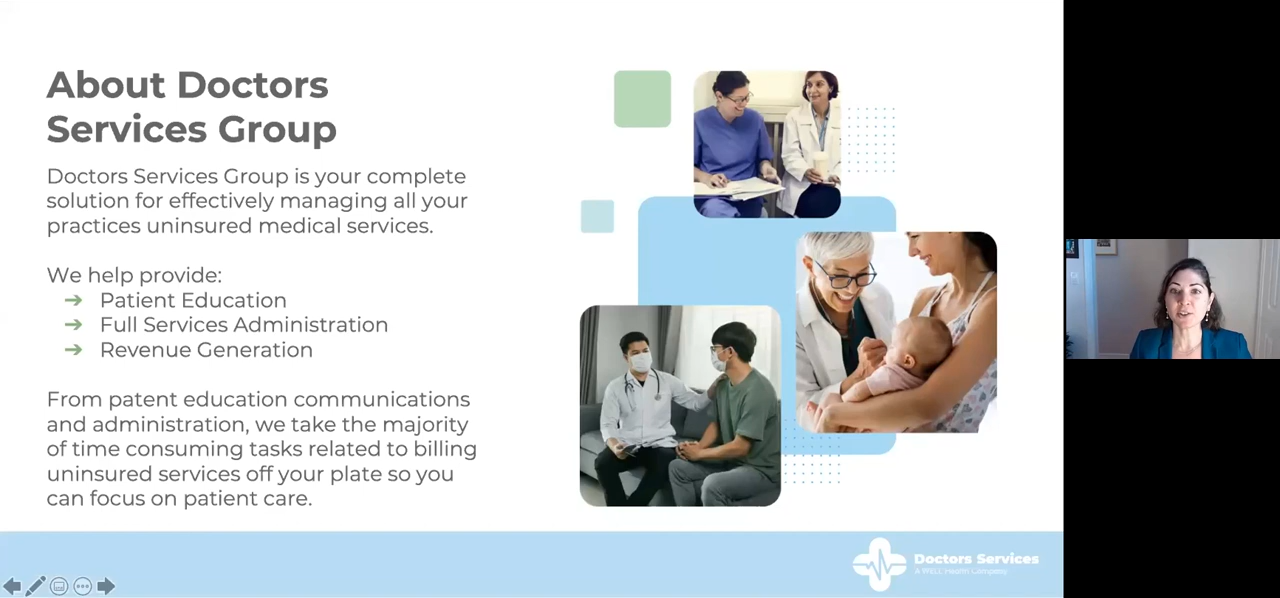 About Doctors
Services Group
Doctors Services Group is your complete
solution for effectively managing all your
practices uninsured medical services.
We help provide:
➔ Patient Education
➔ Full Services Administration
➔ Revenue Generation
From patent education communications
and administration, we take the majority
of time consuming tasks related to billing
uninsured services off your plate so you
can focus on patient care.
Doctors Services
A WELL Health Company